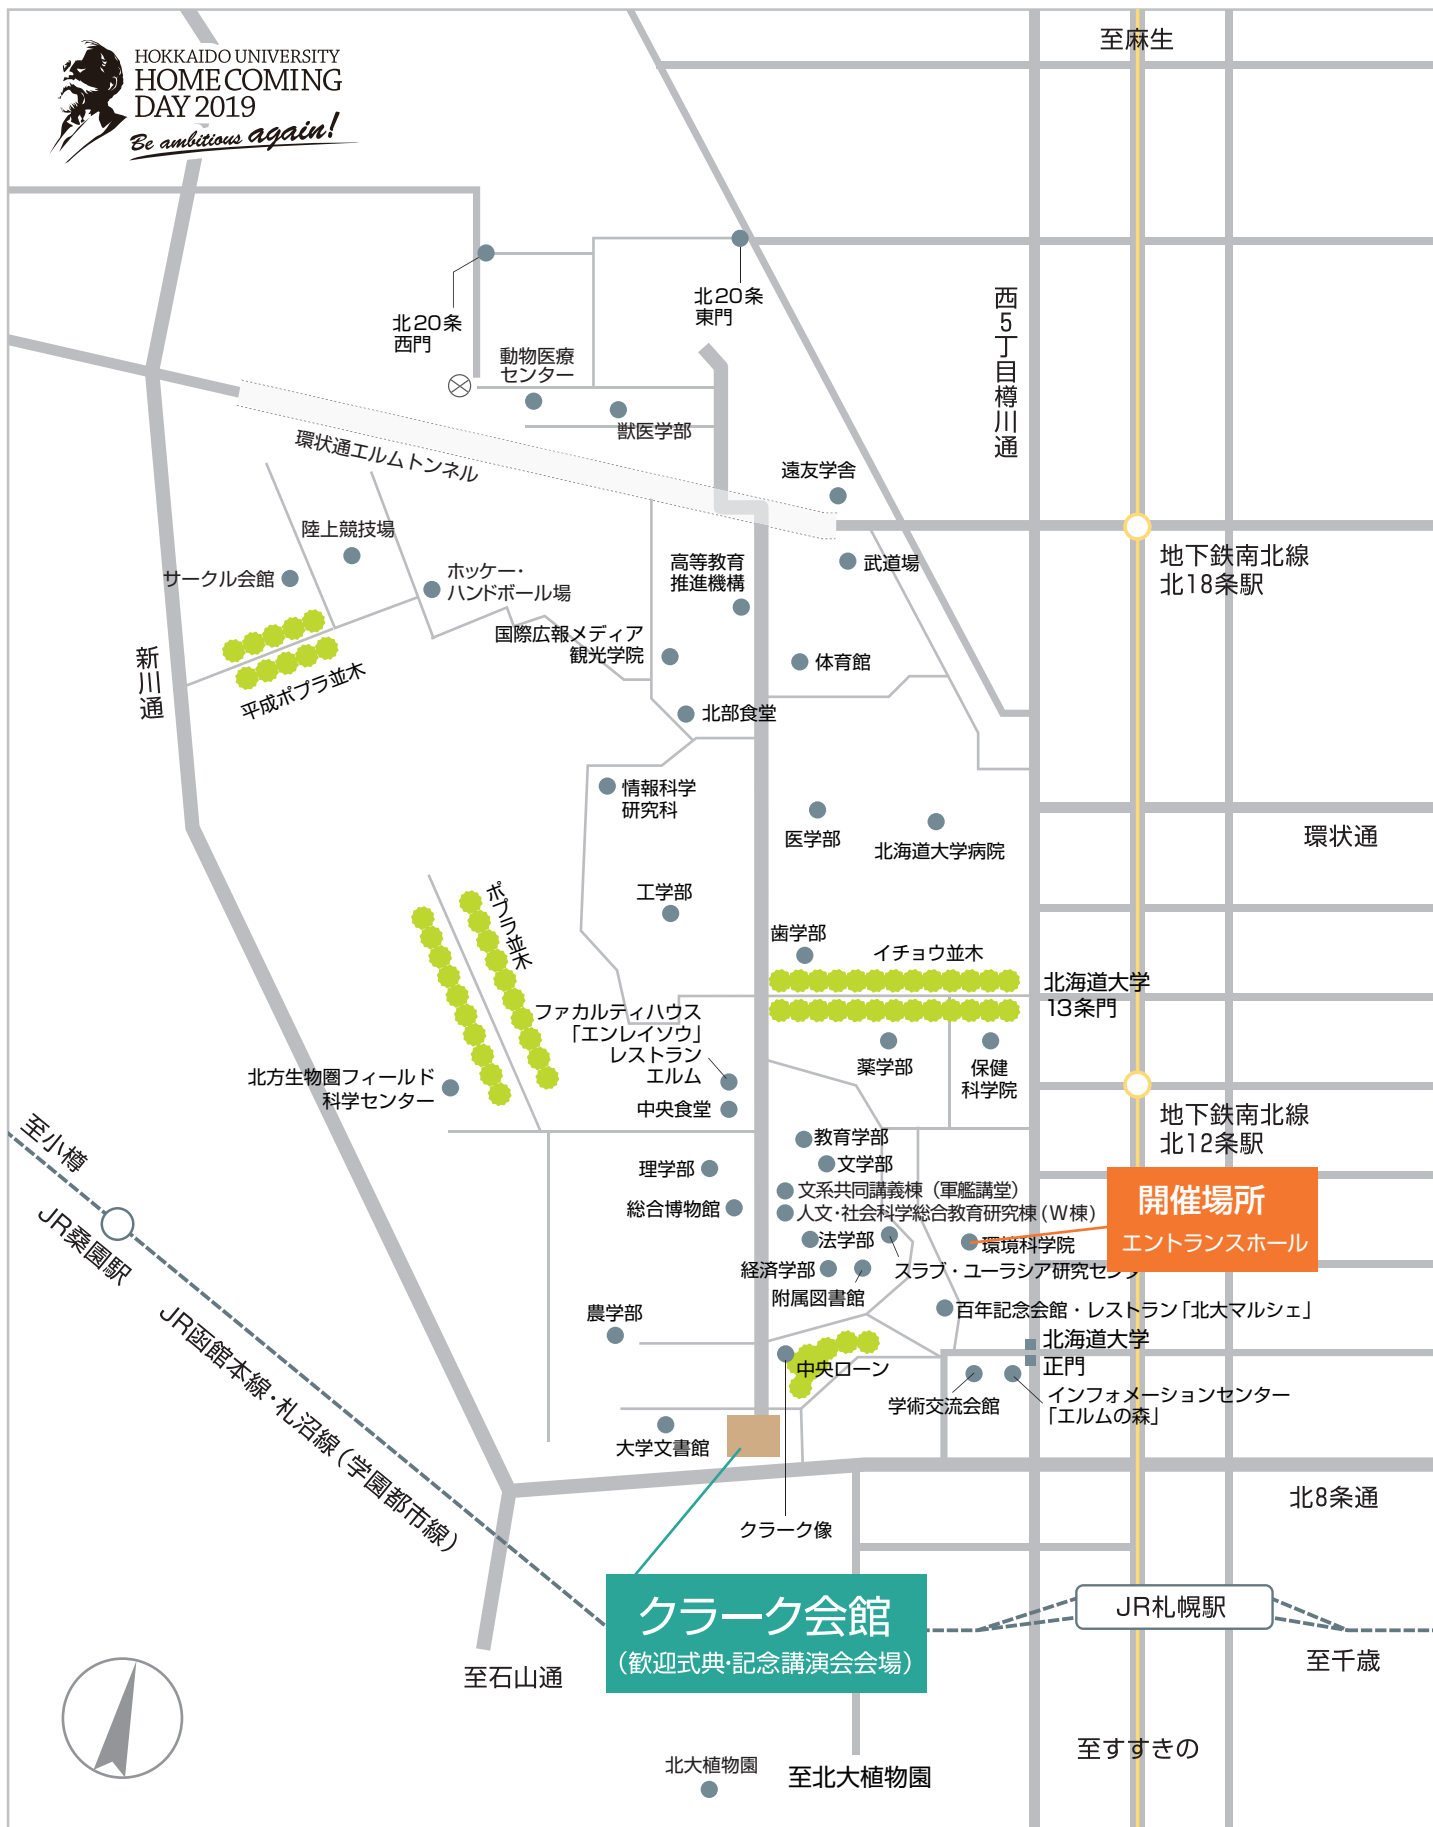 HOKKAIDO UNIVERSITY
HOME COMING
DAY 2019
Be ambitious again!
至麻生
北20条
西門
北20条
東門
西5丁目樽川通
動物医療
センター
獣医学部
環状通エルムトンネル
遠友学舎
陸上競技場
サークル会館
ホッケー・
ハンドボール場
高等教育
推進機構
武道場
地下鉄南北線
北18条駅
国際広報メディア
観光学院
体育館
新川通
平成ポプラ並木
北部食堂
情報科学
研究科
医学部
北海道大学病院
環状通
工学部
ポプラ並木
歯学部
イチョウ並木
北海道大学
13条門
ファカルティハウス
「エンレイソウ」
レストラン
エルム
薬学部
保健
科学院
北方生物圏フィールド
科学センター
中央食堂
地下鉄南北線
北12条駅
至小樽
教育学部
文学部
理学部
文系共同講義棟（軍艦講堂）
総合博物館
人文・社会科学総合教育研究棟(W棟)
開催場所
エントランスホール
JR桑園駅
法学部
環境科学院
経済学部
スラブ・ユーラシア研究センタ
附属図書館
農学部
百年記念会館・レストラン「北大マルシェ」
JR函館本線・札沼線（学園都市線）
北海道大学
正門
中央ローン
学術交流会館
インフォメーションセンター
「エルムの森」
大学文書館
北8条通
クラーク像
クラーク会館
（歓迎式典・記念講演会会場）
JR札幌駅
至石山通
至千歳
至すすきの
北大植物園
至北大植物園